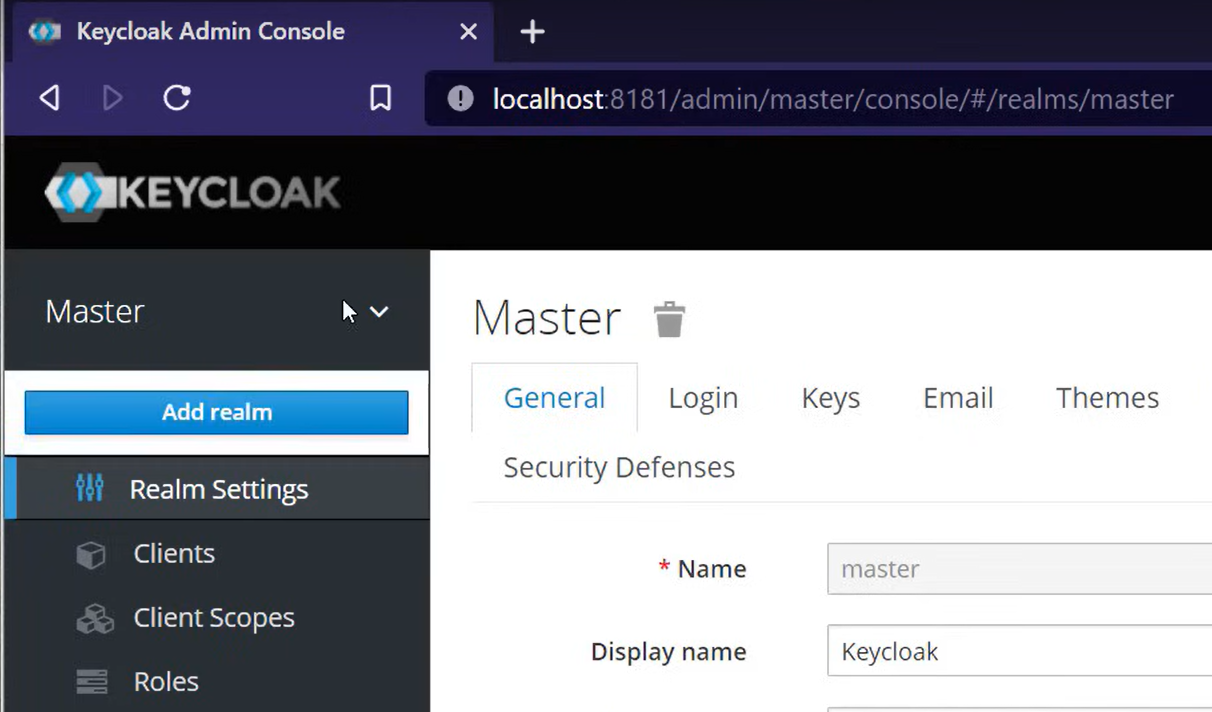 Keycloak Admin Console
localhost:8181/admin/master/console/#/realms/master
KEYCLOAK
Master
Add realm
Realm Settings
Clients
Client Scopes
Roles
Master
General Login Keys Email Themes
Security Defenses
* Name master
Display name Keycloak